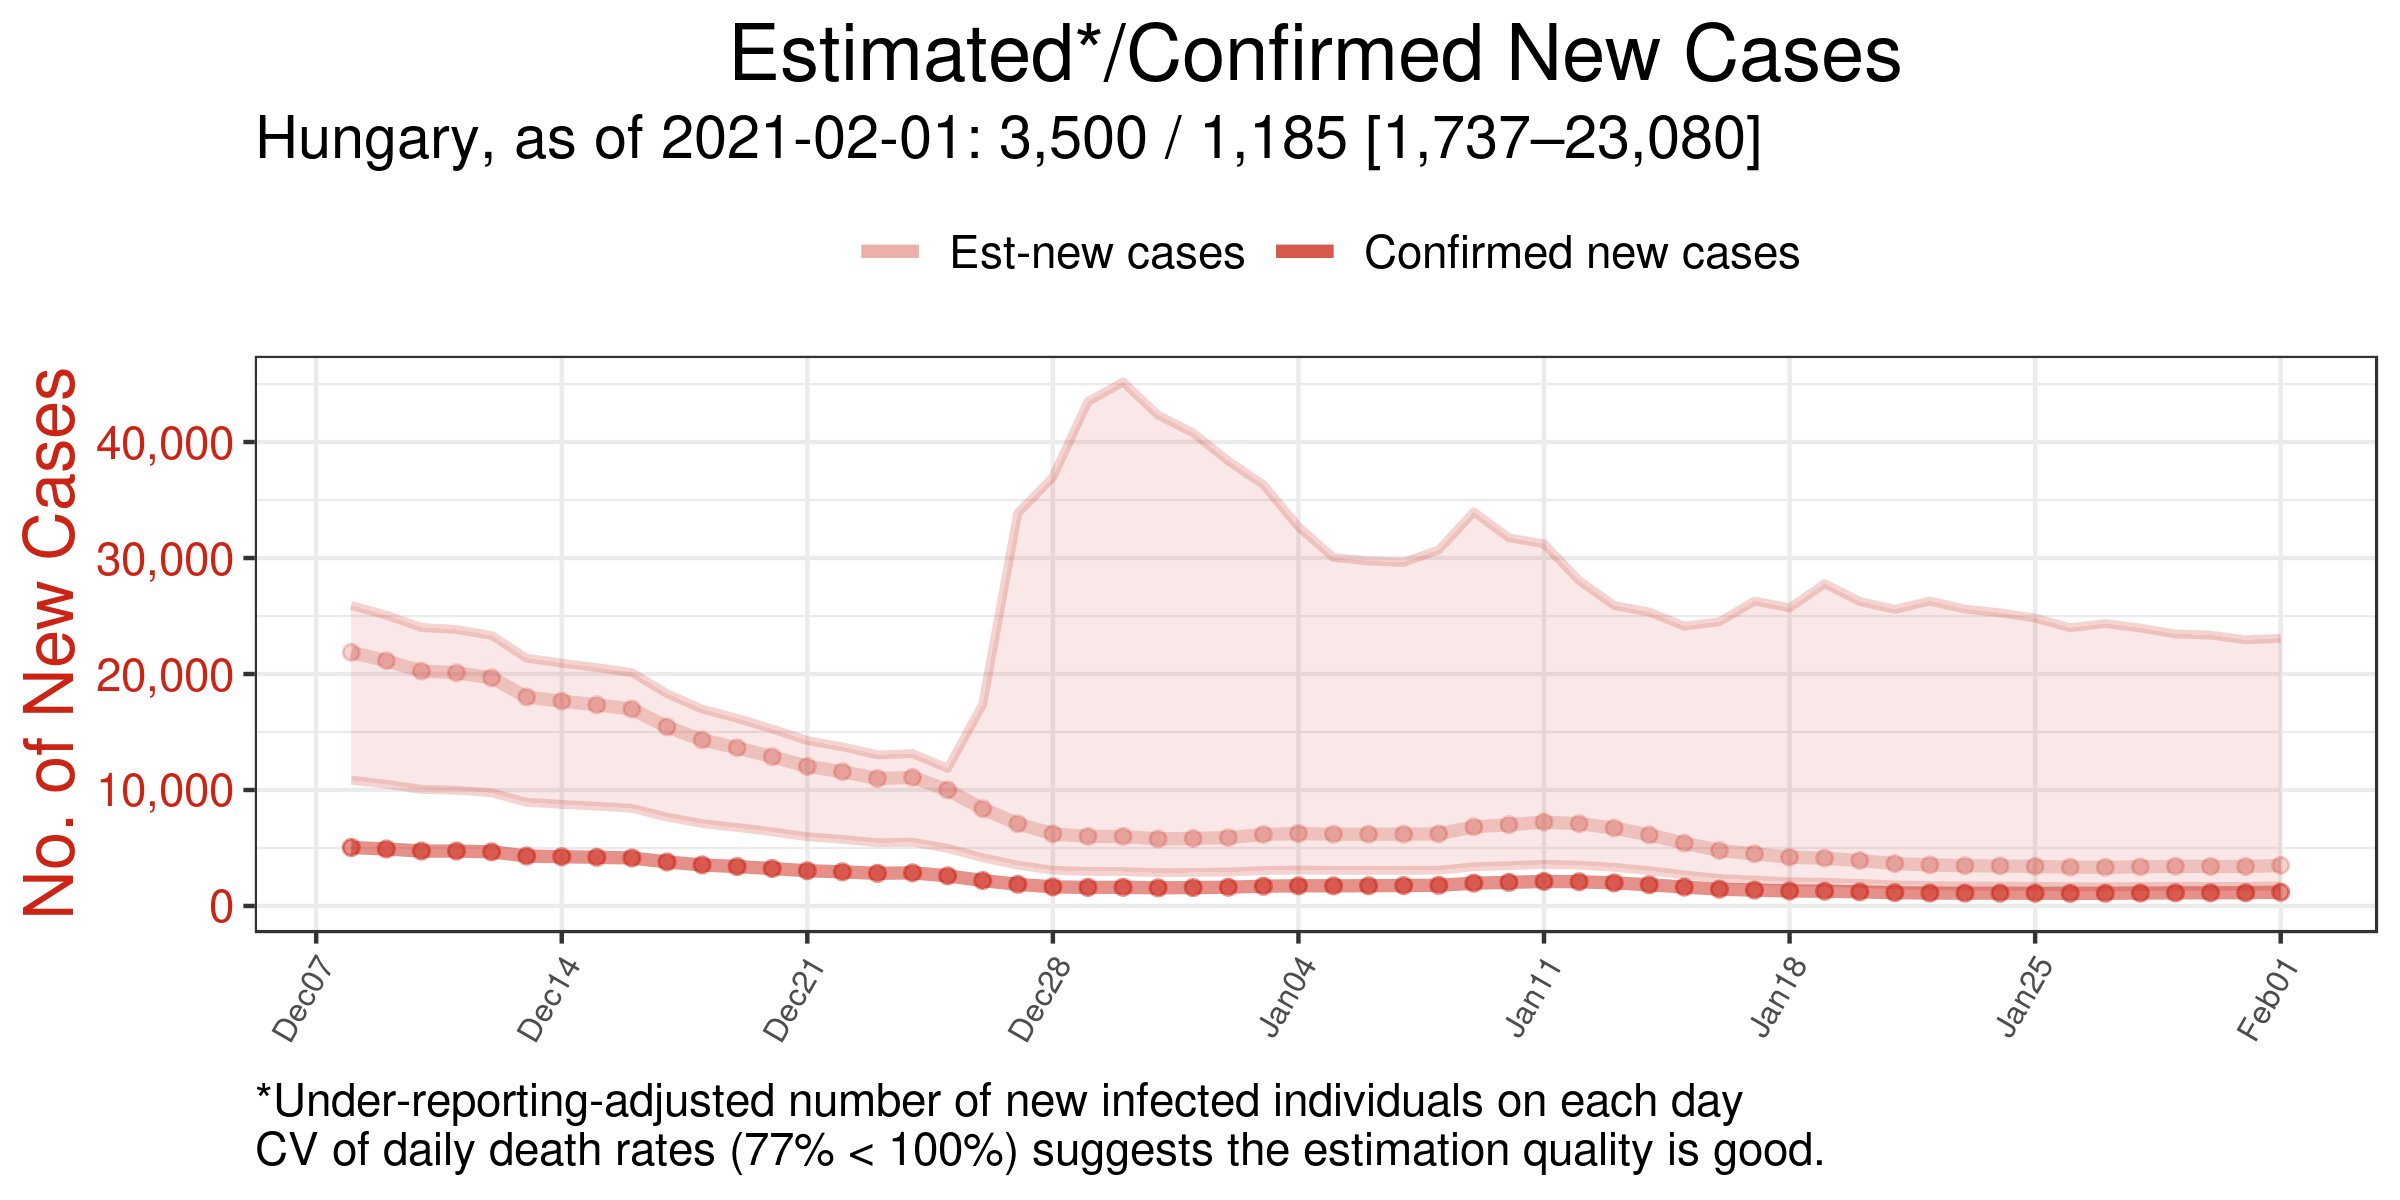 Estimated*/Confirmed New Cases
Hungary, as of 2021-02-01: 3,500 / 1,185 [1,737–23,080]
Est-new cases
Confirmed new cases
No. of New Cases
40,000
30,000
20,000
10,000
0
Dec07
Dec14
Dec21
Dec28
Jan04
Jan11
Jan18
Jan25
Feb01
*Under-reporting-adjusted number of new infected individuals on each day
CV of daily death rates (77% < 100%) suggests the estimation quality is good.